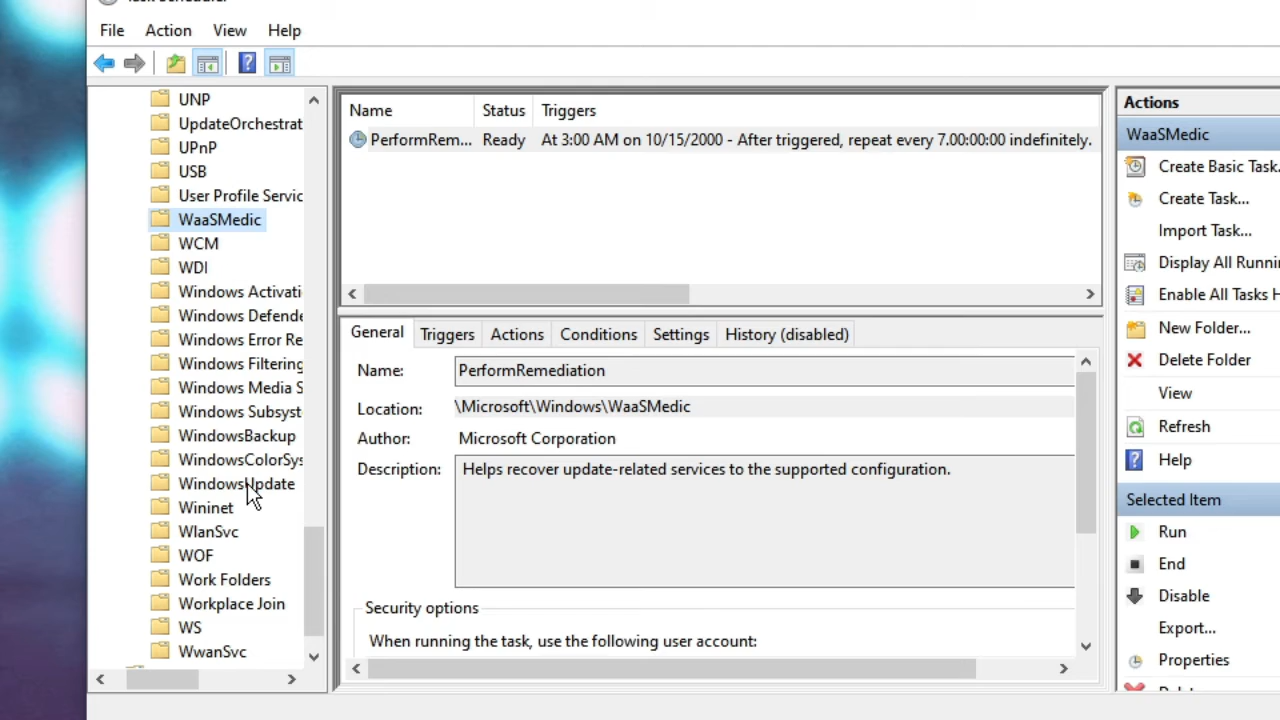 File Action View Help
UNP
UpdateOrchestrat
UPnP
USB
User Profile Servic
WaaSMedic
WCM
WDI
Windows Activati
Windows Defende
Windows Error Re
Windows Filtering
Windows Media S
Windows Subsyst
WindowsBackup
WindowsColorSys
WindowsUpdate
Wininet
WlanSvc
WOF
Work Folders
Workplace Join
WS
WwanSvc
Name Status Triggers
PerformRem... Ready At 3:00 AM on 10/15/2000 - After triggered, repeat every 7.00:00:00 indefinitely.
General Triggers Actions Conditions Settings History (disabled)
Name: PerformRemediation
Location: \Microsoft\Windows\WaaSMedic
Author: Microsoft Corporation
Description: Helps recover update-related services to the supported configuration.
Security options
When running the task, use the following user account:
Actions
WaaSMedic
Create Basic Task.
Create Task...
Import Task...
Display All Runni
Enable All Tasks H
New Folder...
Delete Folder
View
Refresh
Help
Selected Item
Run
End
Disable
Export...
Properties